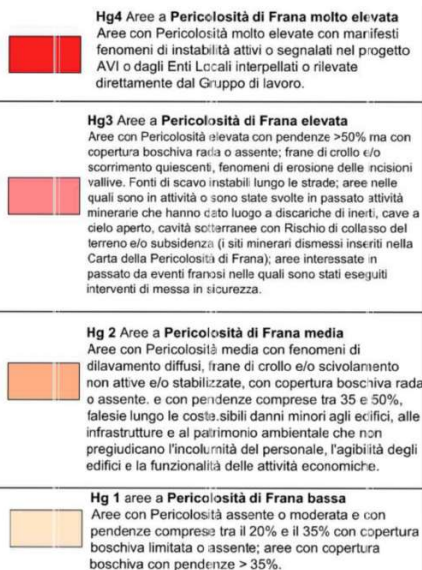 Hg4 Aree a Pericolosità di Frana molto elevata
Aree con Pericolosità molto elevate con manifesti
fenomeni di instabilità attivi o segnalati nel progetto
AVI o dagli Enti Locali interpellati o rilevate
direttamente dal Gruppo di lavoro.
Hg3 Aree a Pericolosità di Frana elevata
Aree con Pericolosità elevata con pendenze >50% ma con
copertura boschiva rada o assente; frane di crollo e/o
scorrimento quiescenti, fenomeni di erosione delle incisioni
vallive. Fonti di scavo instabili lungo le strade; aree nelle
quali sono in attività o sono state svolte in passato attività
minerarie che hanno dato luogo a discariche di inerti, cave a
cielo aperto, cavità sotterranee con Rischio di collasso del
terreno e/o subsidenza (i siti minerari dismessi inseriti nella
Carta della Pericolosità di Frana); aree interessate in
passato da eventi franosi nelle quali sono stati eseguiti
interventi di messa in sicurezza.
Hg 2 Aree a Pericolosità di Frana media
Aree con Pericolosità media con fenomeni di
dilavamento diffusi, frane di crollo e/o scivolamento
non attive e/o stabilizzate, con copertura boschiva rada
o assente. e con pendenze comprese tra 35 e 50%,
falesie lungo le coste.sibili danni minori agli edifici, alle
infrastrutture e al patrimonio ambientale che non
pregiudicano l'incolumità del personale, l'agibilità degli
edifici e la funzionalità delle attività economiche.
Hg 1 aree a Pericolosità di Frana bassa
Aree con Pericolosità assente o moderata e con
pendenze comprese tra il 20% e il 35% con copertura
boschiva limitata o assente; aree con copertura
boschiva con pendenze > 35%.